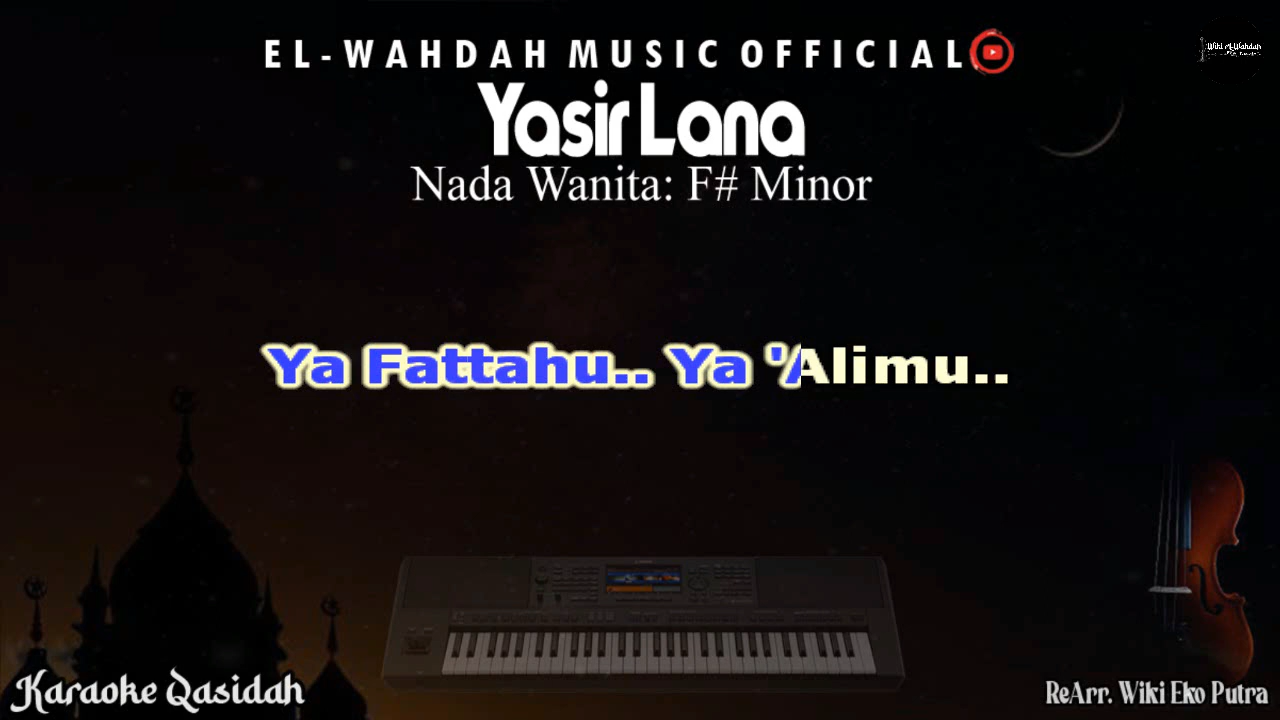 EL-WAHDAH MUSIC OFFICIAL
Yasir Lana
Nada Wanita: F# Minor
Ya Fattahu.. Ya 'Alimu..
Karaoke Qasidah
ReArr. Wiki Eko Putra